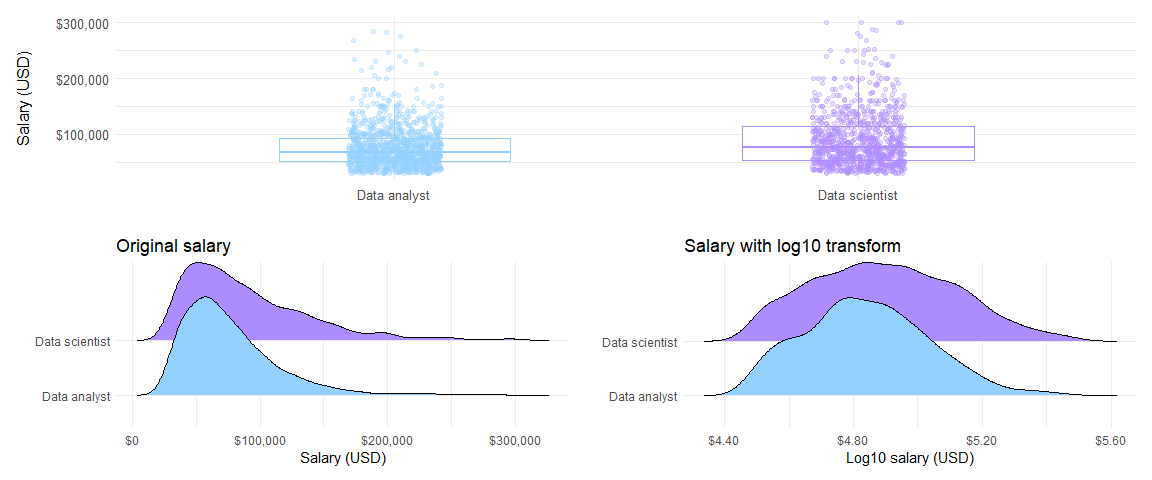 Salary (USD)
$300,000
$200,000
$100,000
Data analyst
Data scientist
Original salary
Data scientist
Data analyst
$0
$100,000
$200,000
$300,000
Salary (USD)
Salary with log10 transform
Data scientist
Data analyst
$4.40
$4.80
$5.20
$5.60
Log10 salary (USD)